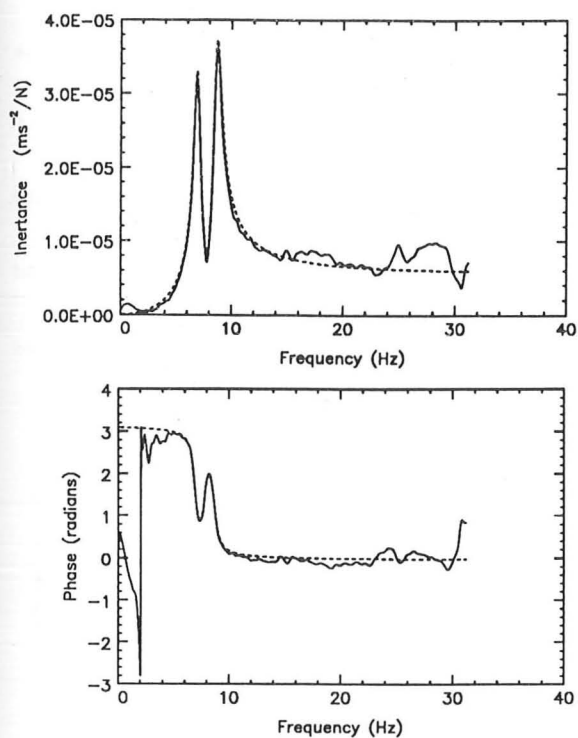 4.0E-05
3.0E-05
2.0E-05
1.0E-05
0.0E+00
Inertance (ms⁻²/N)
0 10 20 30 40
Frequency (Hz)
3
2
1
0
-1
-2
-3
Phase (radians)
0 10 20 30 40
Frequency (Hz)